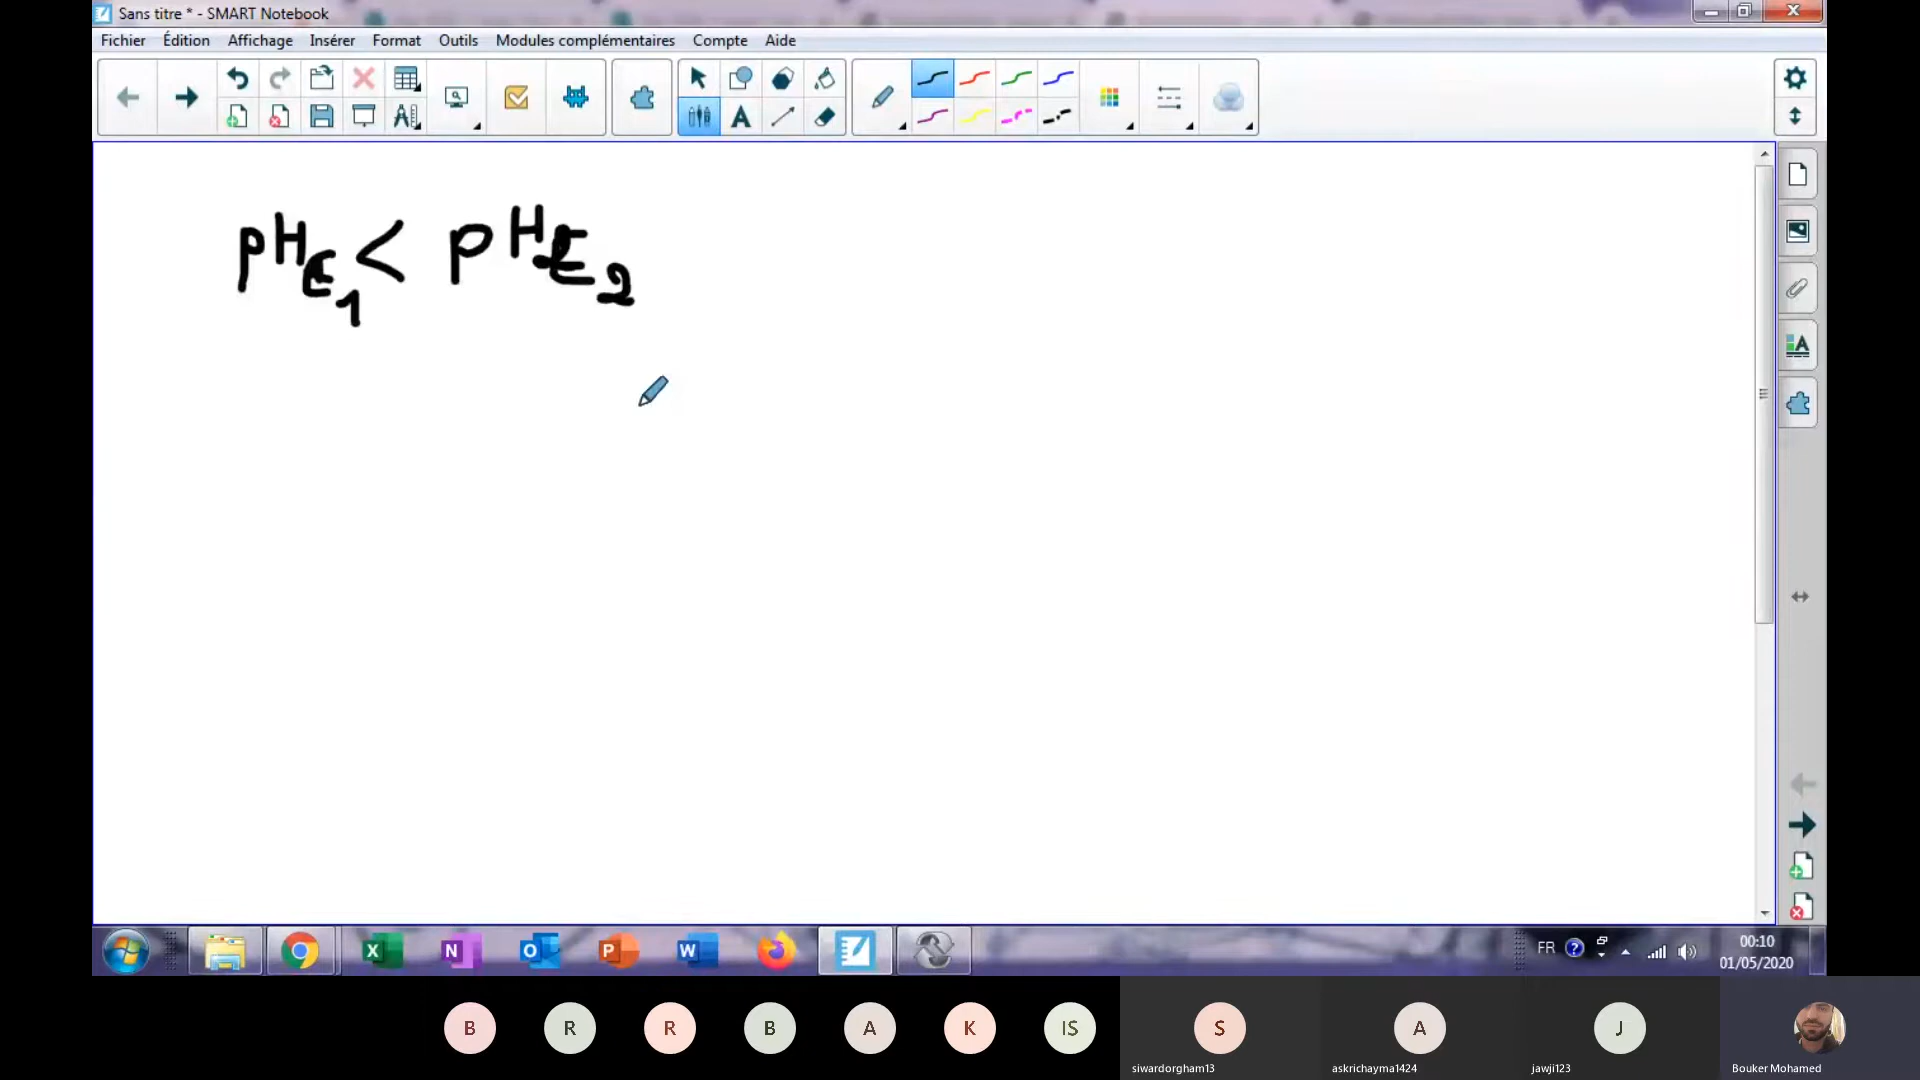 Sans titre * - SMART Notebook
Fichier Édition Affichage Insérer Format Outils Modules complémentaires Compte Aide
pH_E1 < pH_E2
FR
00:10
01/05/2020
B R R B A K IS S A J
siwardorgham13 askrichayma1424 jawji123 Bouker Mohamed